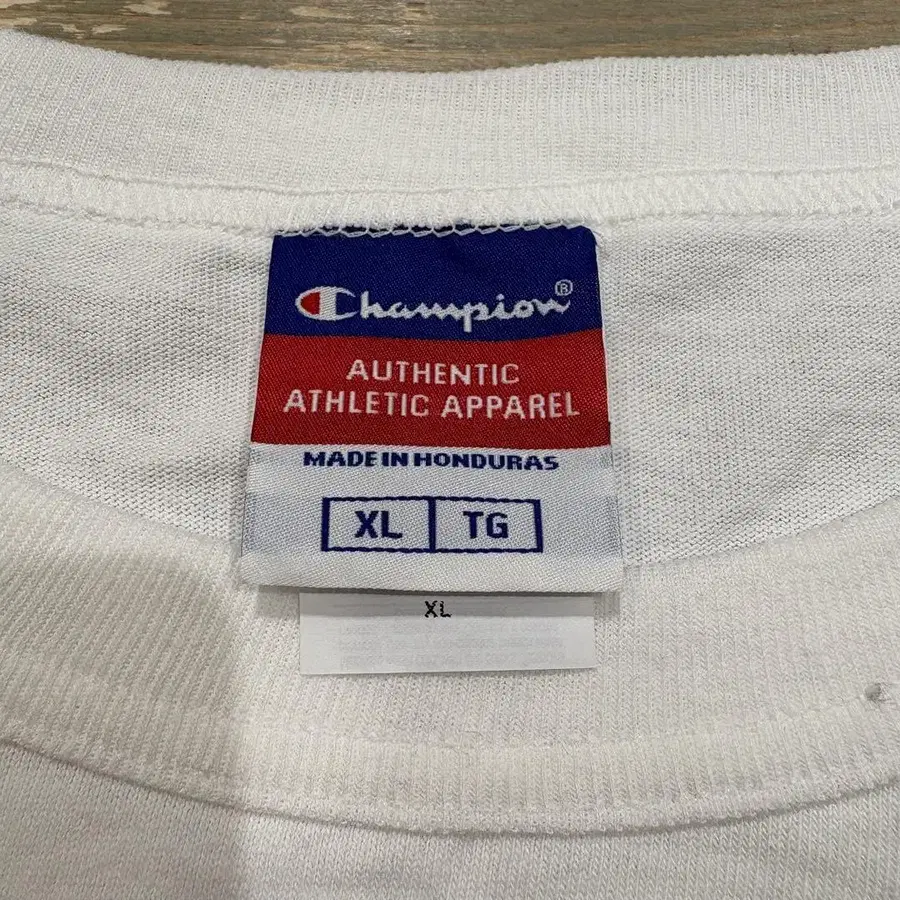 Champion®
AUTHENTIC
ATHLETIC APPAREL
MADE IN HONDURAS
XL TG
XL